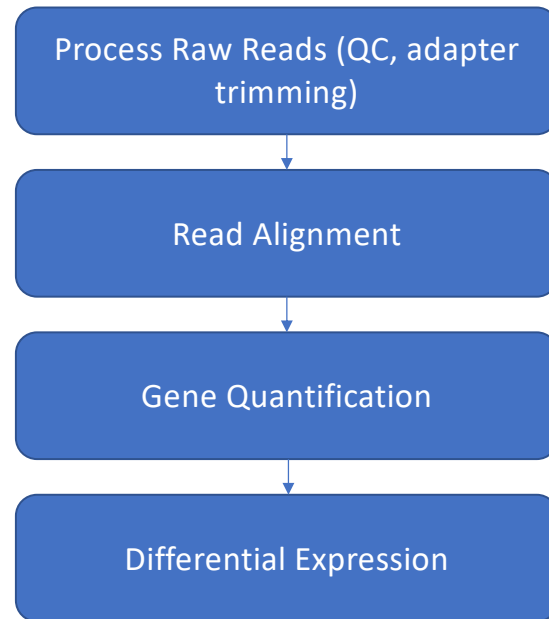 Process Raw Reads (QC, adapter
trimming)
Read Alignment
Gene Quantification
Differential Expression